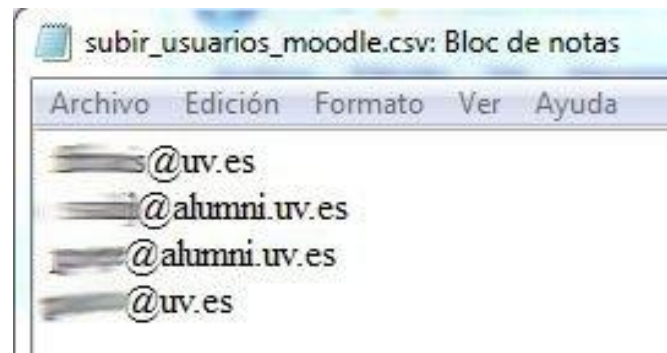 subir_usuarios_moodle.csv: Bloc de notas
Archivo Edición Formato Ver Ayuda
@uv.es
@alumni.uv.es
@alumni.uv.es
@uv.es